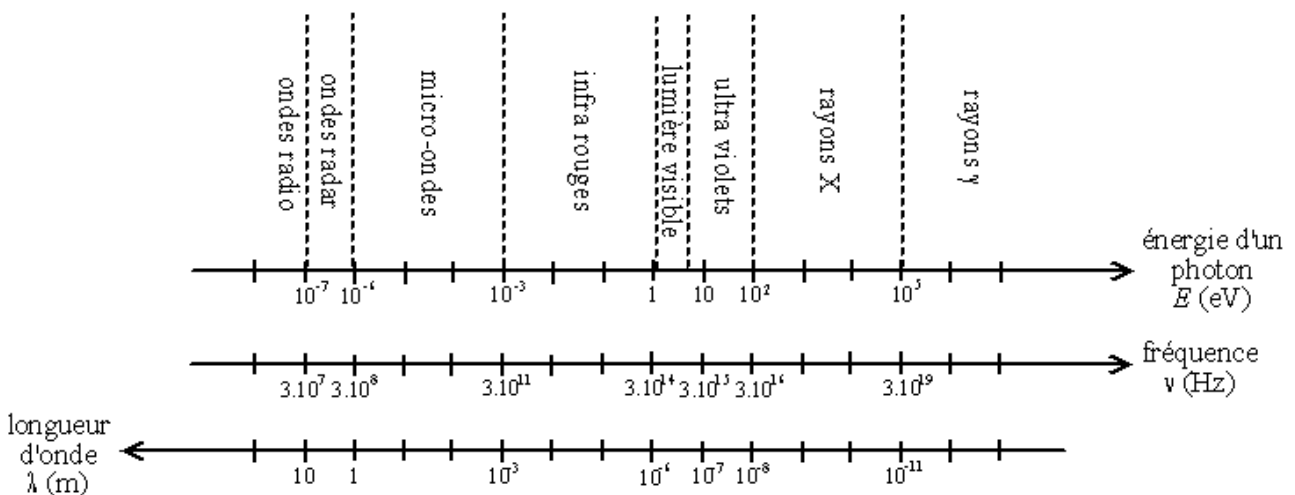 ondes radio
ondes radar
micro-ondes
infra rouges
lumière visible
ultra violets
rayons X
rayons γ
énergie d'un
photon
E (eV)
10⁻⁷ 10⁻⁶ 10⁻³ 1 10 10² 10⁵
fréquence
ν (Hz)
3.10⁷ 3.10⁸ 3.10¹¹ 3.10¹⁴ 3.10¹⁵ 3.10¹⁶ 3.10¹⁹
longueur
d'onde
λ (m)
10 1 10³ 10⁻⁶ 10⁻⁷ 10⁻⁸ 10⁻¹¹